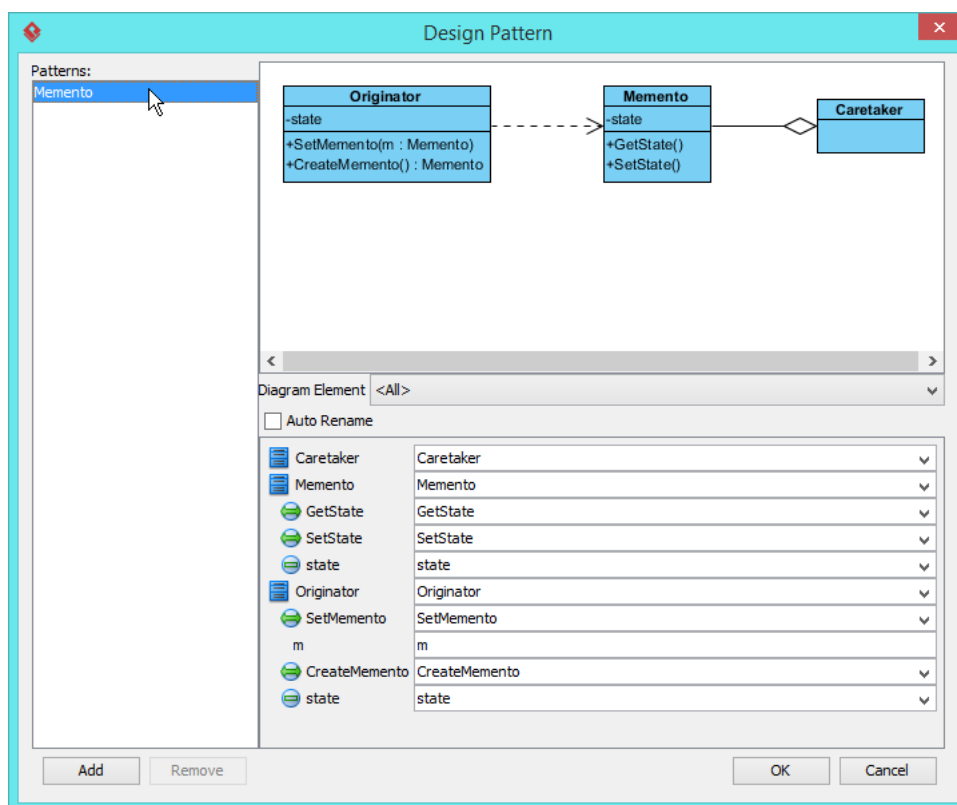 Design Pattern
Patterns:
Memento
Originator
-state
+SetMemento(m : Memento)
+CreateMemento() : Memento
Memento
-state
+GetState()
+SetState()
Caretaker
Diagram Element <All>
Auto Rename
Caretaker Caretaker
Memento Memento
GetState GetState
SetState SetState
state state
Originator Originator
SetMemento SetMemento
m m
CreateMemento CreateMemento
state state
Add Remove OK Cancel